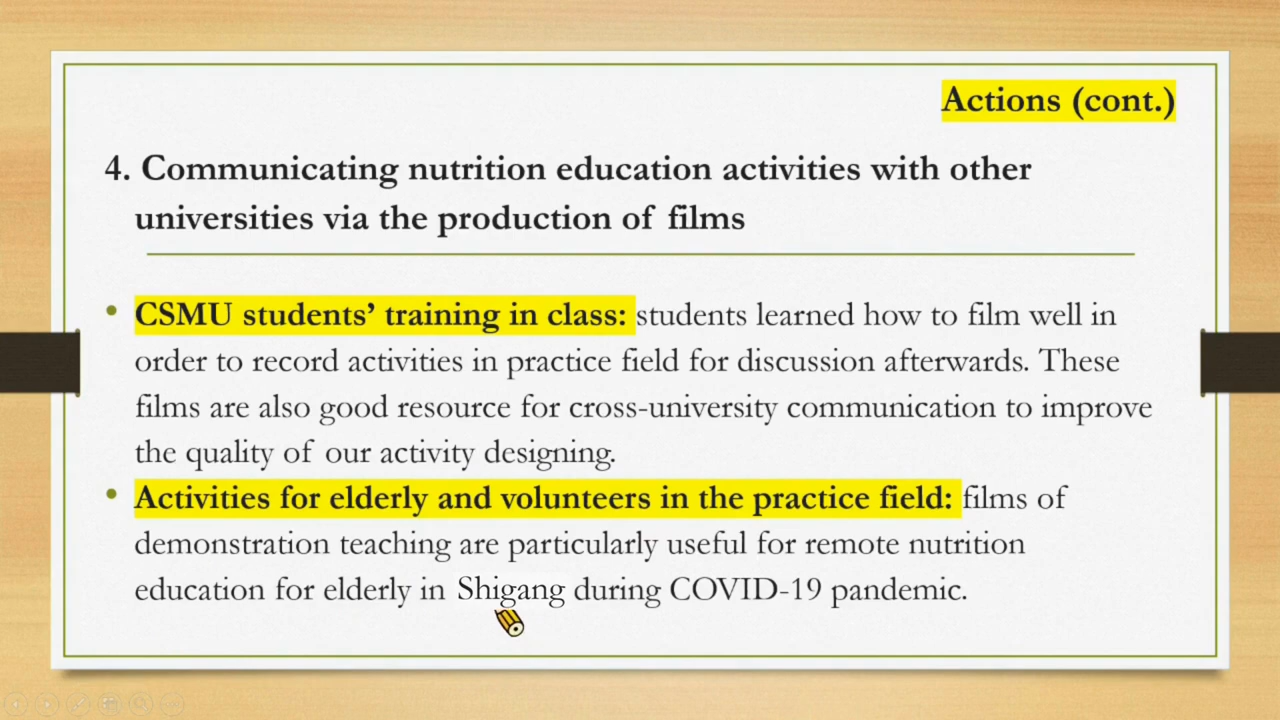 Actions (cont.)
4. Communicating nutrition education activities with other
universities via the production of films
• CSMU students’ training in class: students learned how to film well in
order to record activities in practice field for discussion afterwards. These
films are also good resource for cross-university communication to improve
the quality of our activity designing.
• Activities for elderly and volunteers in the practice field: films of
demonstration teaching are particularly useful for remote nutrition
education for elderly in Shigang during COVID-19 pandemic.